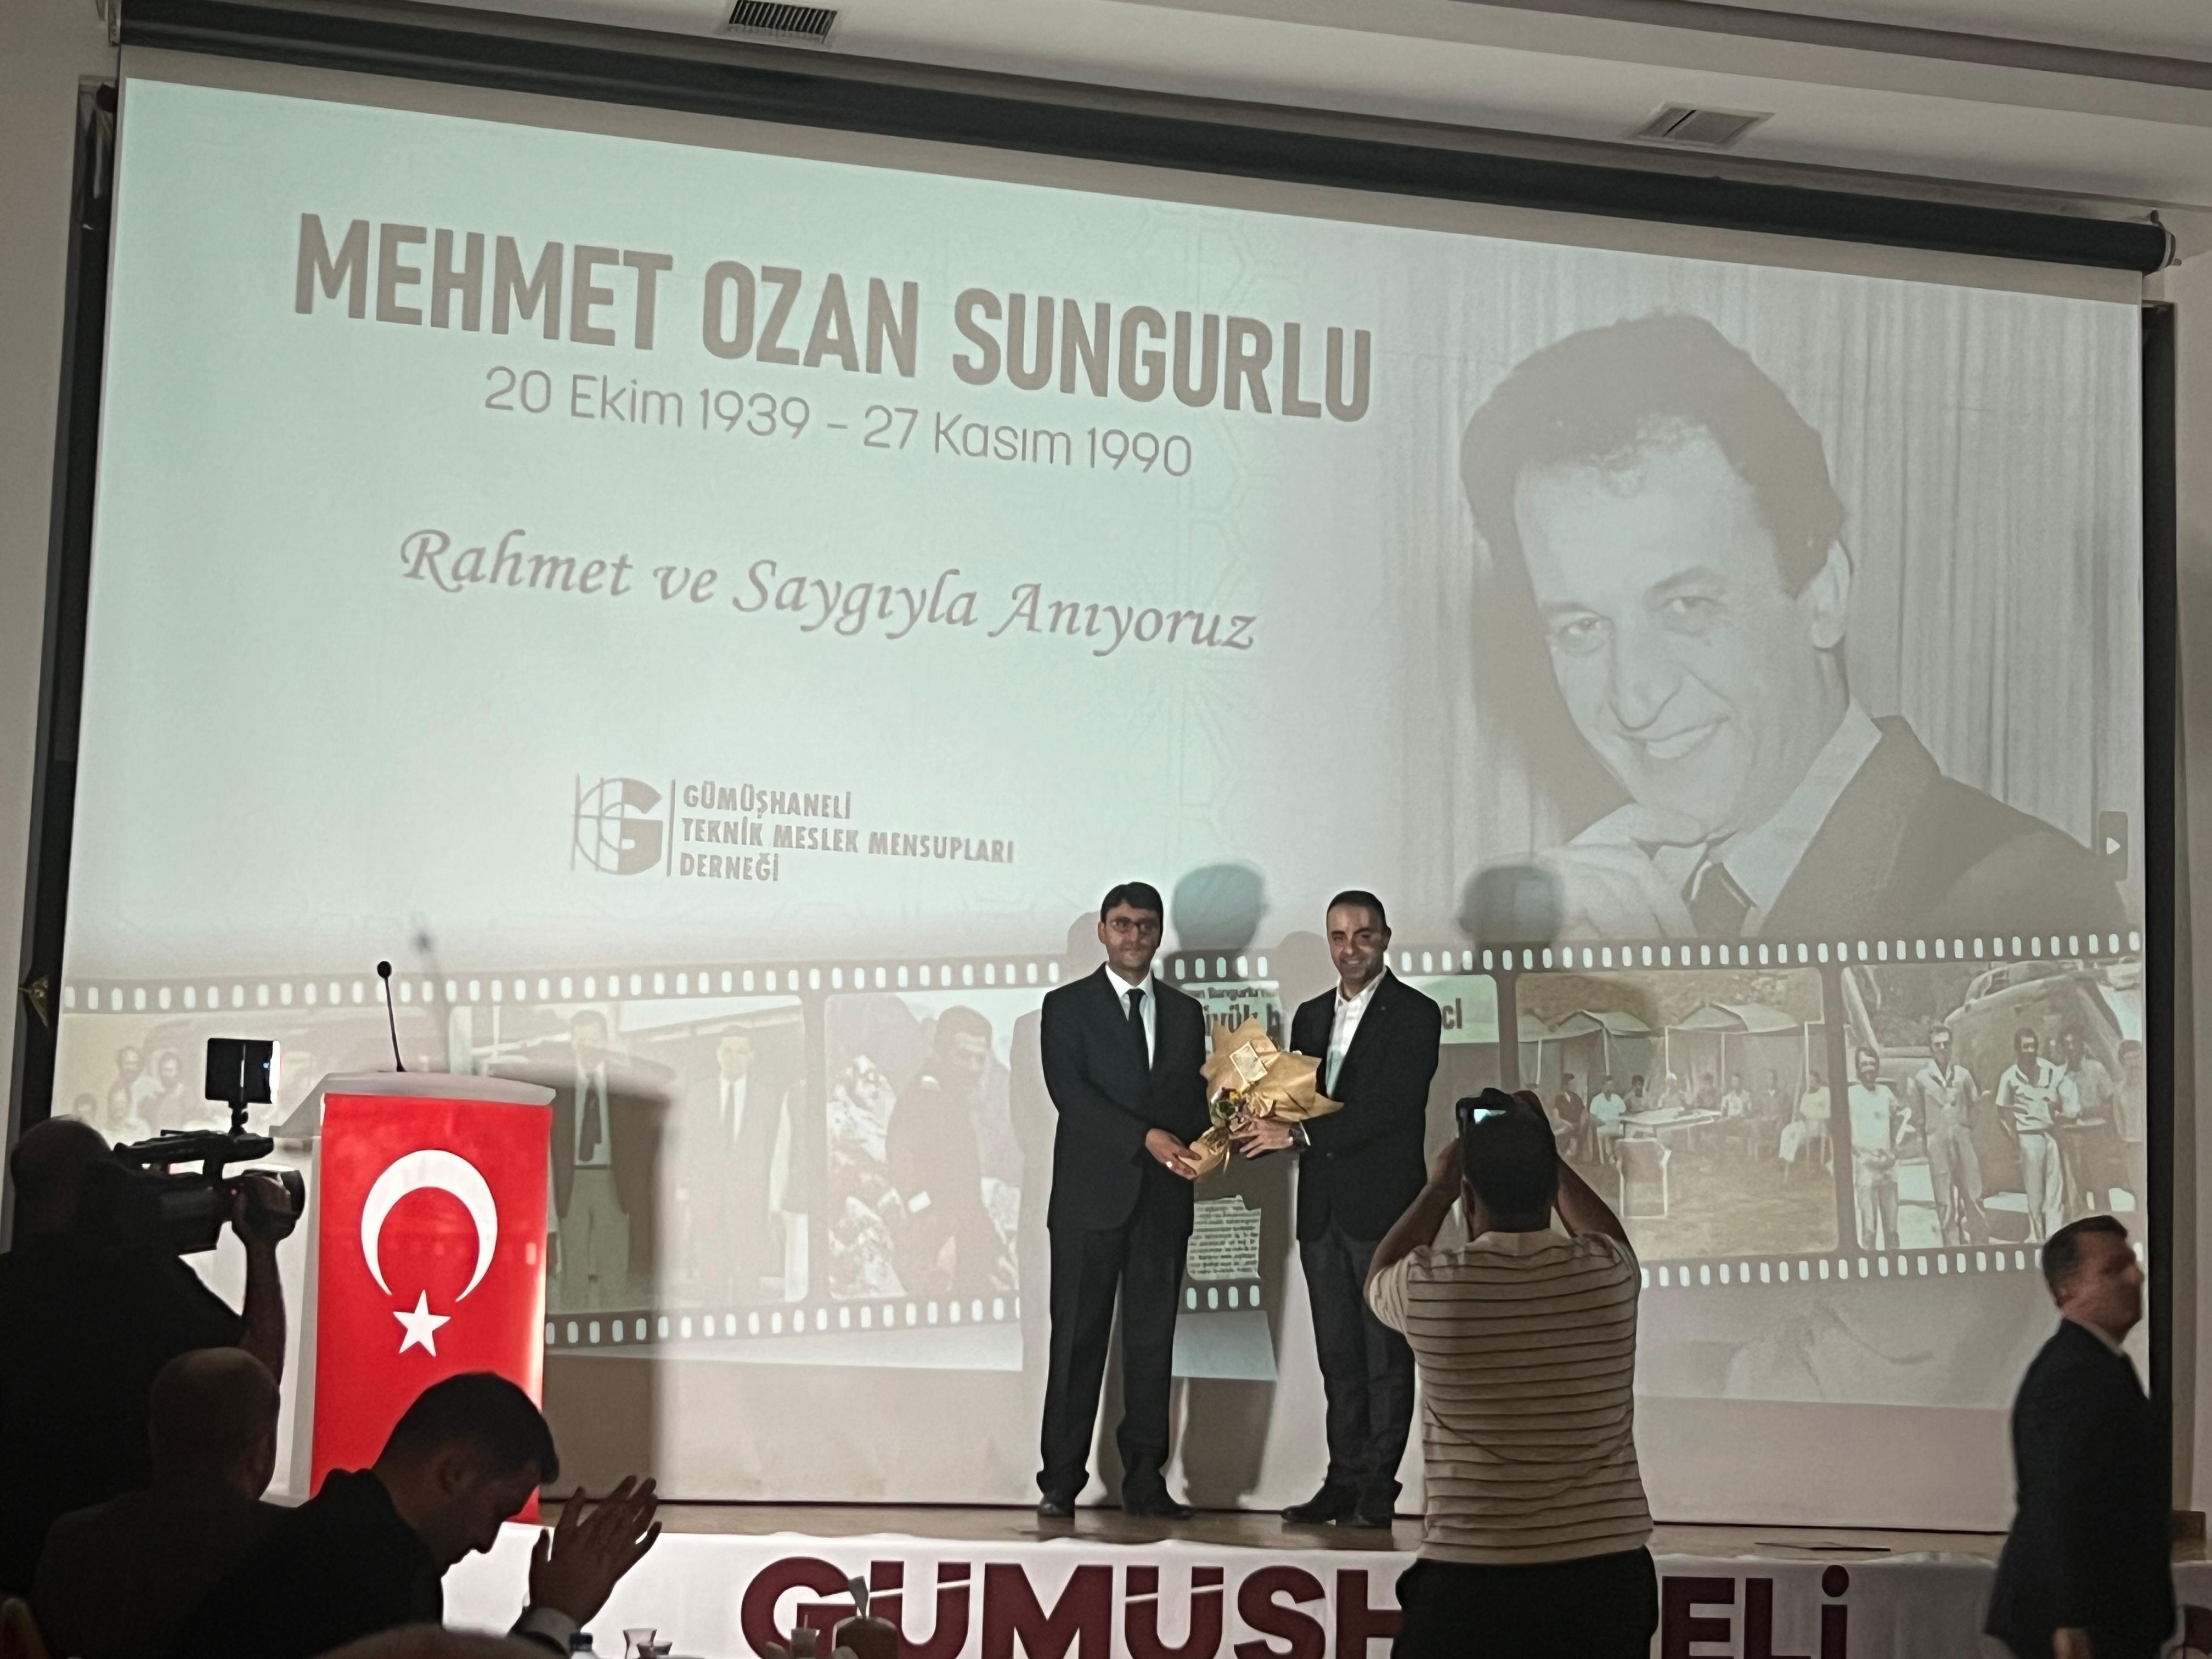 MEHMET OZAN SUNGURLU
20 Ekim 1939 - 27 Kasım 1990
Rahmet ve Saygıyla Anıyoruz
GÜMÜŞHANELİ
TEKNİK MESLEK MENSUPLARI
DERNEĞİ